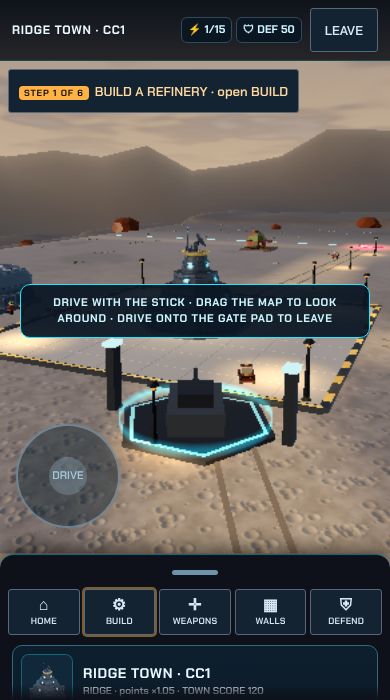 RIDGE TOWN · CC1
⚡ 1/15
🛡 DEF 50
LEAVE
STEP 1 OF 6 BUILD A REFINERY · open BUILD
DRIVE WITH THE STICK · DRAG THE MAP TO LOOK
AROUND · DRIVE ONTO THE GATE PAD TO LEAVE
DRIVE
HOME
BUILD
WEAPONS
WALLS
DEFEND
RIDGE TOWN · CC1
RIDGE · points ×1.05 · TOWN SCORE 120